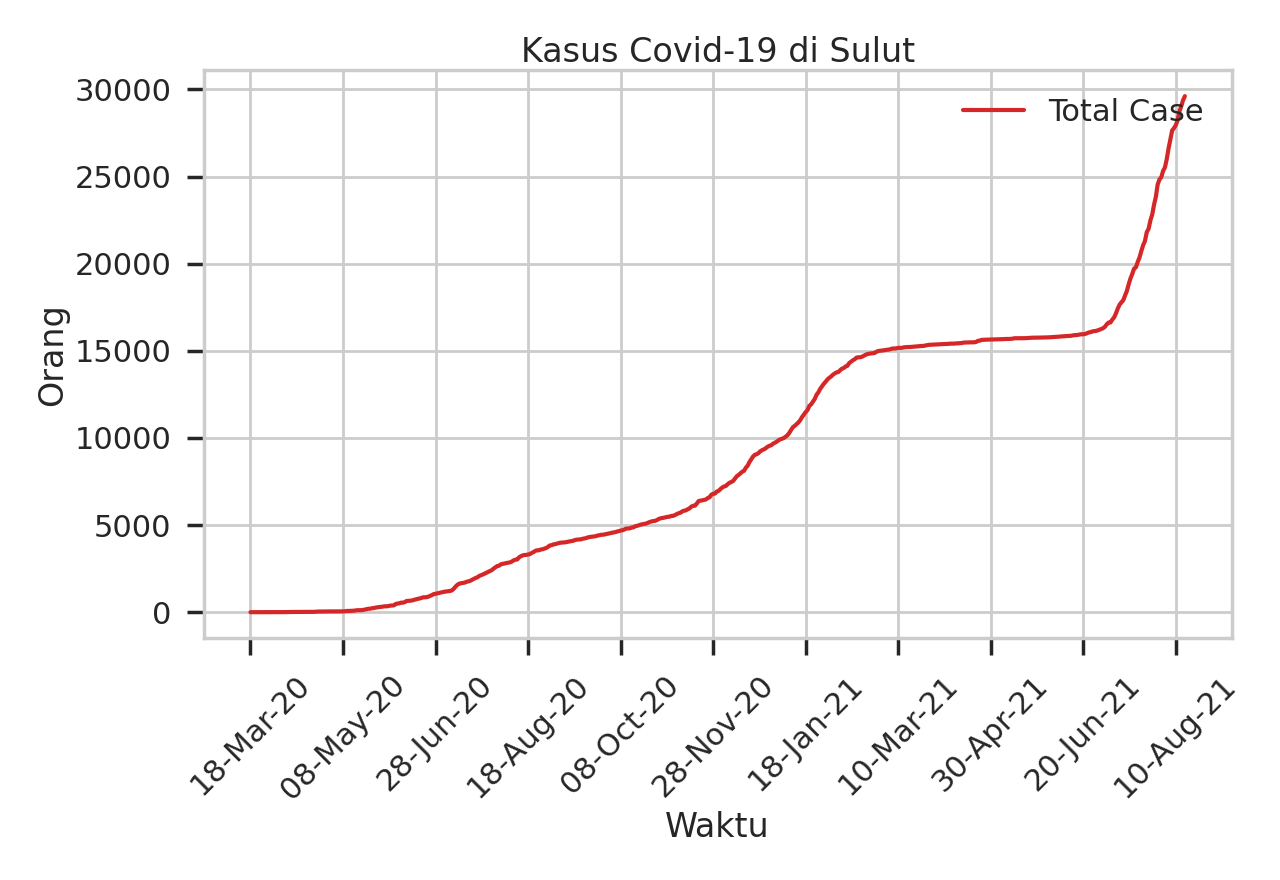 Kasus Covid-19 di Sulut
Total Case
30000
25000
20000
15000
10000
5000
0
Orang
18-Mar-20
08-May-20
28-Jun-20
18-Aug-20
08-Oct-20
28-Nov-20
18-Jan-21
10-Mar-21
30-Apr-21
20-Jun-21
10-Aug-21
Waktu